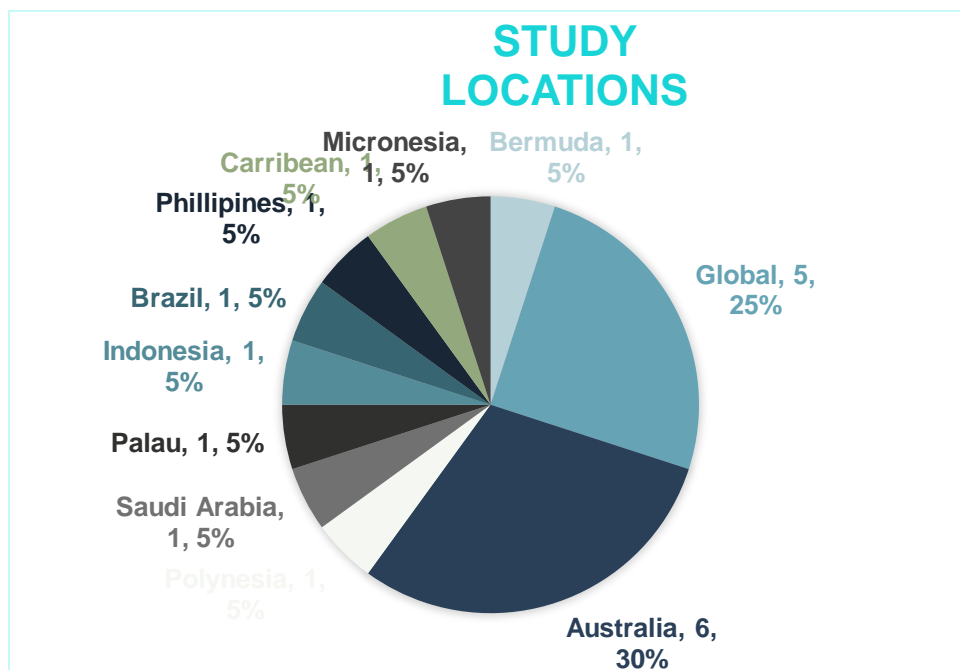 STUDY
LOCATIONS
Micronesia,
1, 5%
Bermuda, 1,
5%
Carribean, 1,
5%
Phillipines, 1,
5%
Global, 5,
25%
Brazil, 1, 5%
Indonesia, 1,
5%
Palau, 1, 5%
Saudi Arabia,
1, 5%
Polynesia, 1,
5%
Australia, 6,
30%